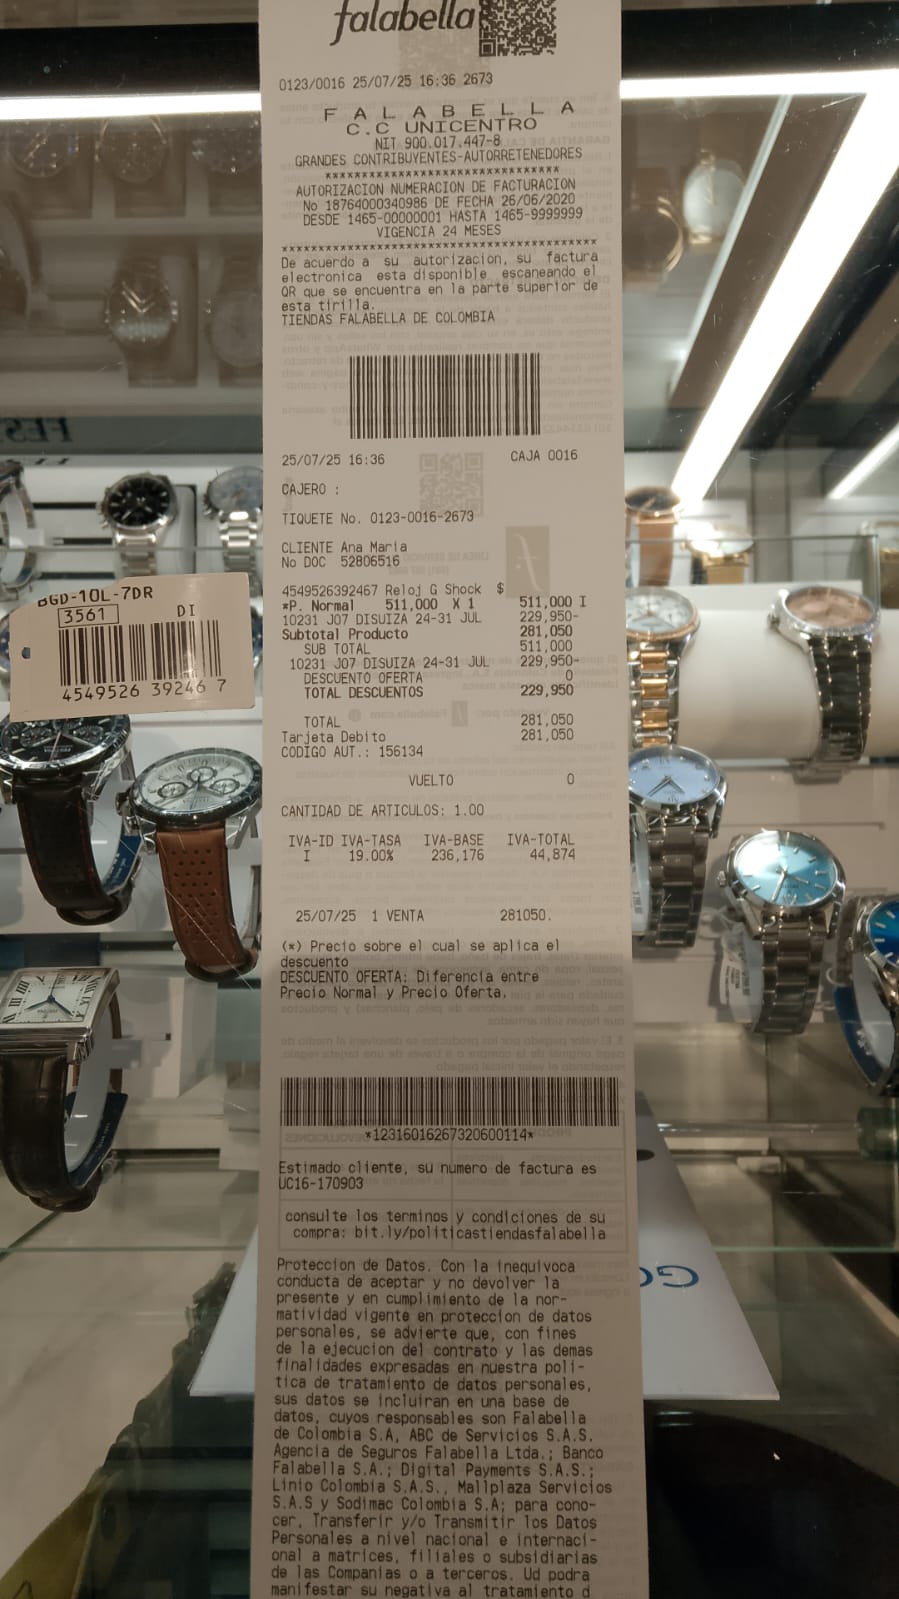 falabella
0123/0016 25/07/25 16:36 2673
F A L A B E L L A
C.C UNICENTRO
NIT 900.017.447-8
GRANDES CONTRIBUYENTES-AUTORRETENEDORES
*******************************
AUTORIZACION NUMERACION DE FACTURACION
No 18764000340986 DE FECHA 26/06/2020
DESDE 1465-00000001 HASTA 1465-9999999
VIGENCIA 24 MESES
******************************************
De acuerdo a su autorizacion, su factura
electronica esta disponible escaneando el
QR que se encuentra en la parte superior de
esta tirilla.
TIENDAS FALABELLA DE COLOMBIA
25/07/25 16:36 CAJA 0016
CAJERO :
TIQUETE No. 0123-0016-2673
CLIENTE Ana Maria
No DOC 52806516
4549526392467 Reloj G Shock $
*P. Normal 511,000 X 1 511,000 I
10231 J07 DISUIZA 24-31 JUL 229,950-
Subtotal Producto 281,050
SUB TOTAL 511,000
10231 J07 DISUIZA 24-31 JUL 229,950-
DESCUENTO OFERTA 0
TOTAL DESCUENTOS 229,950
TOTAL 281,050
Tarjeta Debito 281,050
CODIGO AUT.: 156134
VUELTO 0
CANTIDAD DE ARTICULOS: 1.00
IVA-ID IVA-TASA IVA-BASE IVA-TOTAL
I 19.00% 236,176 44,874
25/07/25 1 VENTA 281050.
(*) Precio sobre el cual se aplica el
descuento
DESCUENTO OFERTA: Diferencia entre
Precio Normal y Precio Oferta.
*12316016267320600114*
Estimado cliente, su numero de factura es
UC16-170903
consulte los terminos y condiciones de su
compra: bit.ly/politicastiendasfalabella
Proteccion de Datos. Con la inequivoca
conducta de aceptar y no devolver la
presente y en cumplimiento de la nor-
matividad vigente en proteccion de datos
personales, se advierte que, con fines
de la ejecucion del contrato y las demas
finalidades expresadas en nuestra poli-
tica de tratamiento de datos personales,
sus datos se incluiran en una base de
datos, cuyos responsables son Falabella
de Colombia S.A, ABC de Servicios S.A.S.
Agencia de Seguros Falabella Ltda.; Banco
Falabella S.A.; Digital Payments S.A.S.;
Linio Colombia S.A.S., Mallplaza Servicios
S.A.S y Sodimac Colombia S.A; para cono-
cer, Transferir y/o Transmitir los Datos
Personales a nivel nacional e internaci-
onal a matrices, filiales o subsidiarias
de las Companias o a terceros. Ud podra
manifestar su negativa al tratamiento d
BGD-10L-7DR
3561 DI
4549526 39246 7